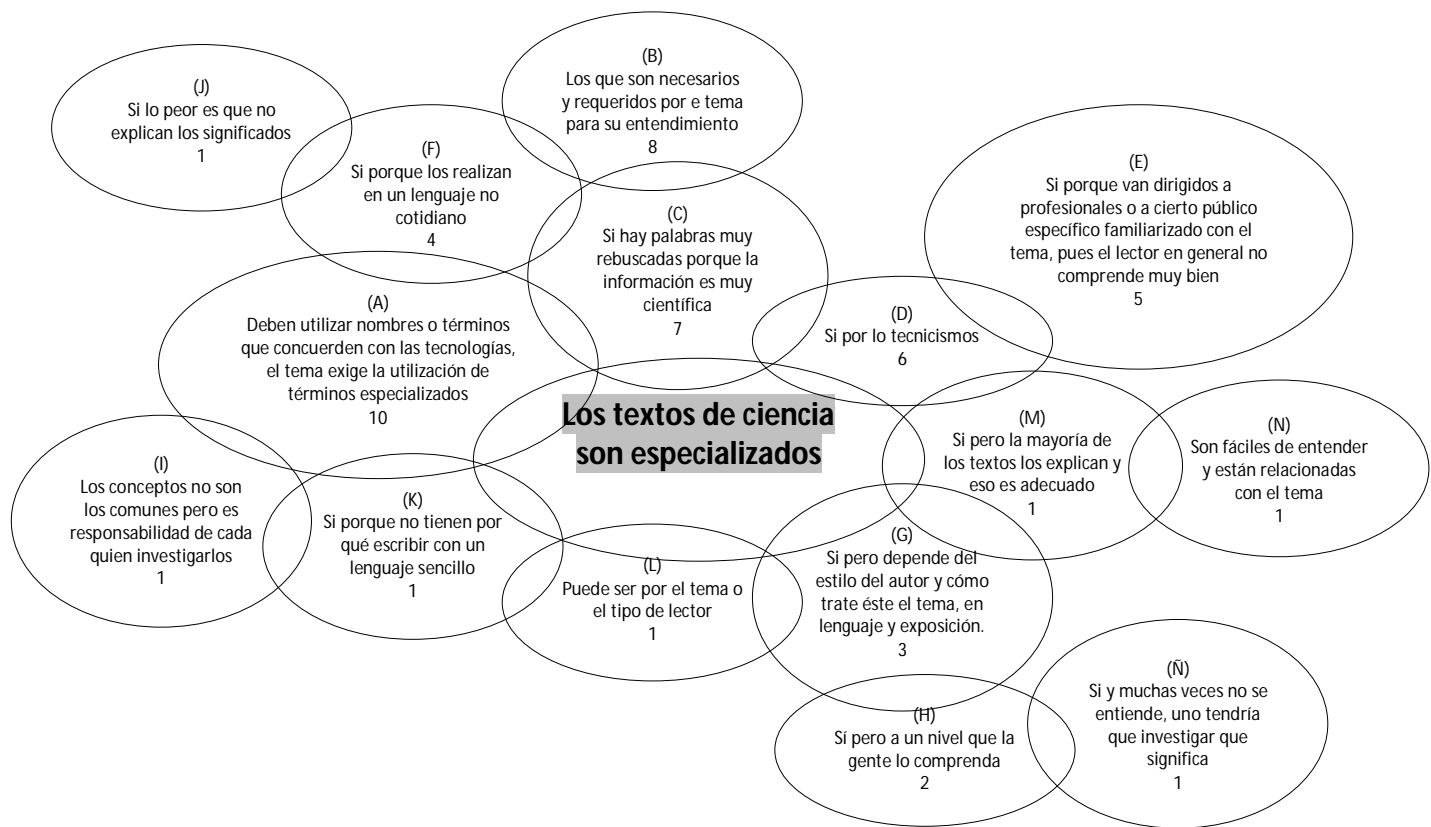 (J)
Si lo peor es que no
explican los significados
1
(B)
Los que son necesarios
y requeridos por e tema
para su entendimiento
8
(F)
Si porque los realizan
en un lenguaje no
cotidiano
4
(C)
Si hay palabras muy
rebuscadas porque la
información es muy
científica
7
(E)
Si porque van dirigidos a
profesionales o a cierto público
específico familiarizado con el
tema, pues el lector en general no
comprende muy bien
5
(A)
Deben utilizar nombres o términos
que concuerden con las tecnologías,
el tema exige la utilización de
términos especializados
10
(D)
Si por lo tecnicismos
6
Los textos de ciencia
son especializados
(M)
Si pero la mayoría de
los textos los explican y
eso es adecuado
1
(N)
Son fáciles de entender
y están relacionadas
con el tema
1
(I)
Los conceptos no son
los comunes pero es
responsabilidad de cada
quien investigarlos
1
(K)
Si porque no tienen por
qué escribir con un
lenguaje sencillo
1
(L)
Puede ser por el tema o
el tipo de lector
1
(G)
Si pero depende del
estilo del autor y cómo
trate éste el tema, en
lenguaje y exposición.
3
(H)
Sí pero a un nivel que la
gente lo comprenda
2
(Ñ)
Si y muchas veces no se
entiende, uno tendría
que investigar que
significa
1